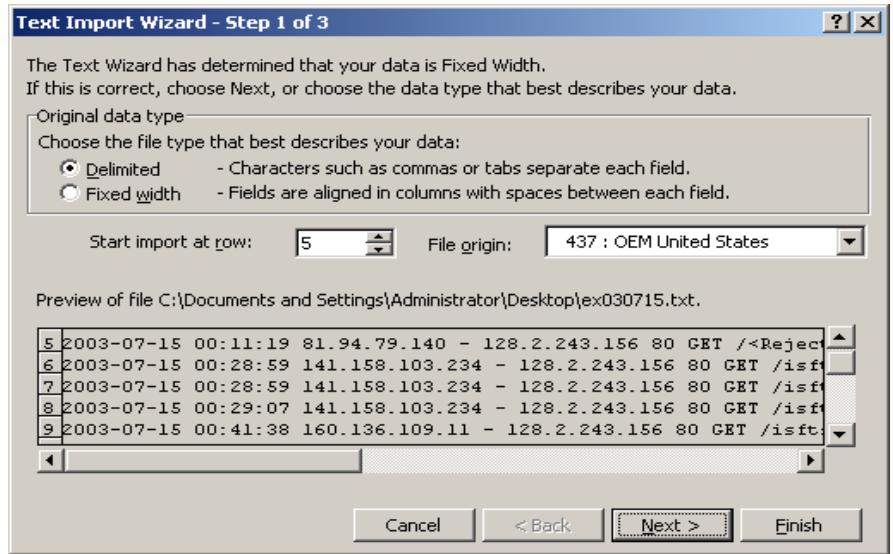 Text Import Wizard - Step 1 of 3
The Text Wizard has determined that your data is Fixed Width.
If this is correct, choose Next, or choose the data type that best describes your data.
Original data type
Choose the file type that best describes your data:
Delimited - Characters such as commas or tabs separate each field.
Fixed width - Fields are aligned in columns with spaces between each field.
Start import at row: 5 File origin: 437 : OEM United States
Preview of file C:\Documents and Settings\Administrator\Desktop\ex030715.txt.
5 2003-07-15 00:11:19 81.94.79.140 - 128.2.243.156 80 GET /<Reject
6 2003-07-15 00:28:59 141.158.103.234 - 128.2.243.156 80 GET /isft
7 2003-07-15 00:28:59 141.158.103.234 - 128.2.243.156 80 GET /isft
8 2003-07-15 00:29:07 141.158.103.234 - 128.2.243.156 80 GET /isft
9 2003-07-15 00:41:38 160.136.109.11 - 128.2.243.156 80 GET /isft
Cancel < Back Next > Finish